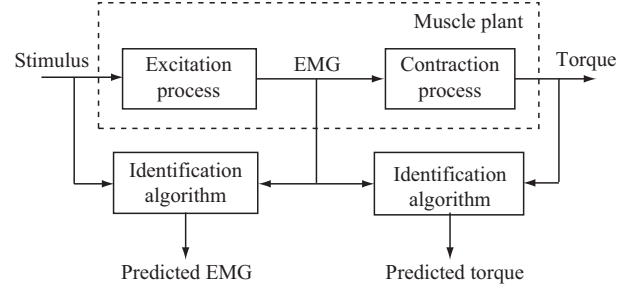 Muscle plant
Stimulus
Excitation
process
EMG
Contraction
process
Torque
Identification
algorithm
Identification
algorithm
Predicted EMG
Predicted torque